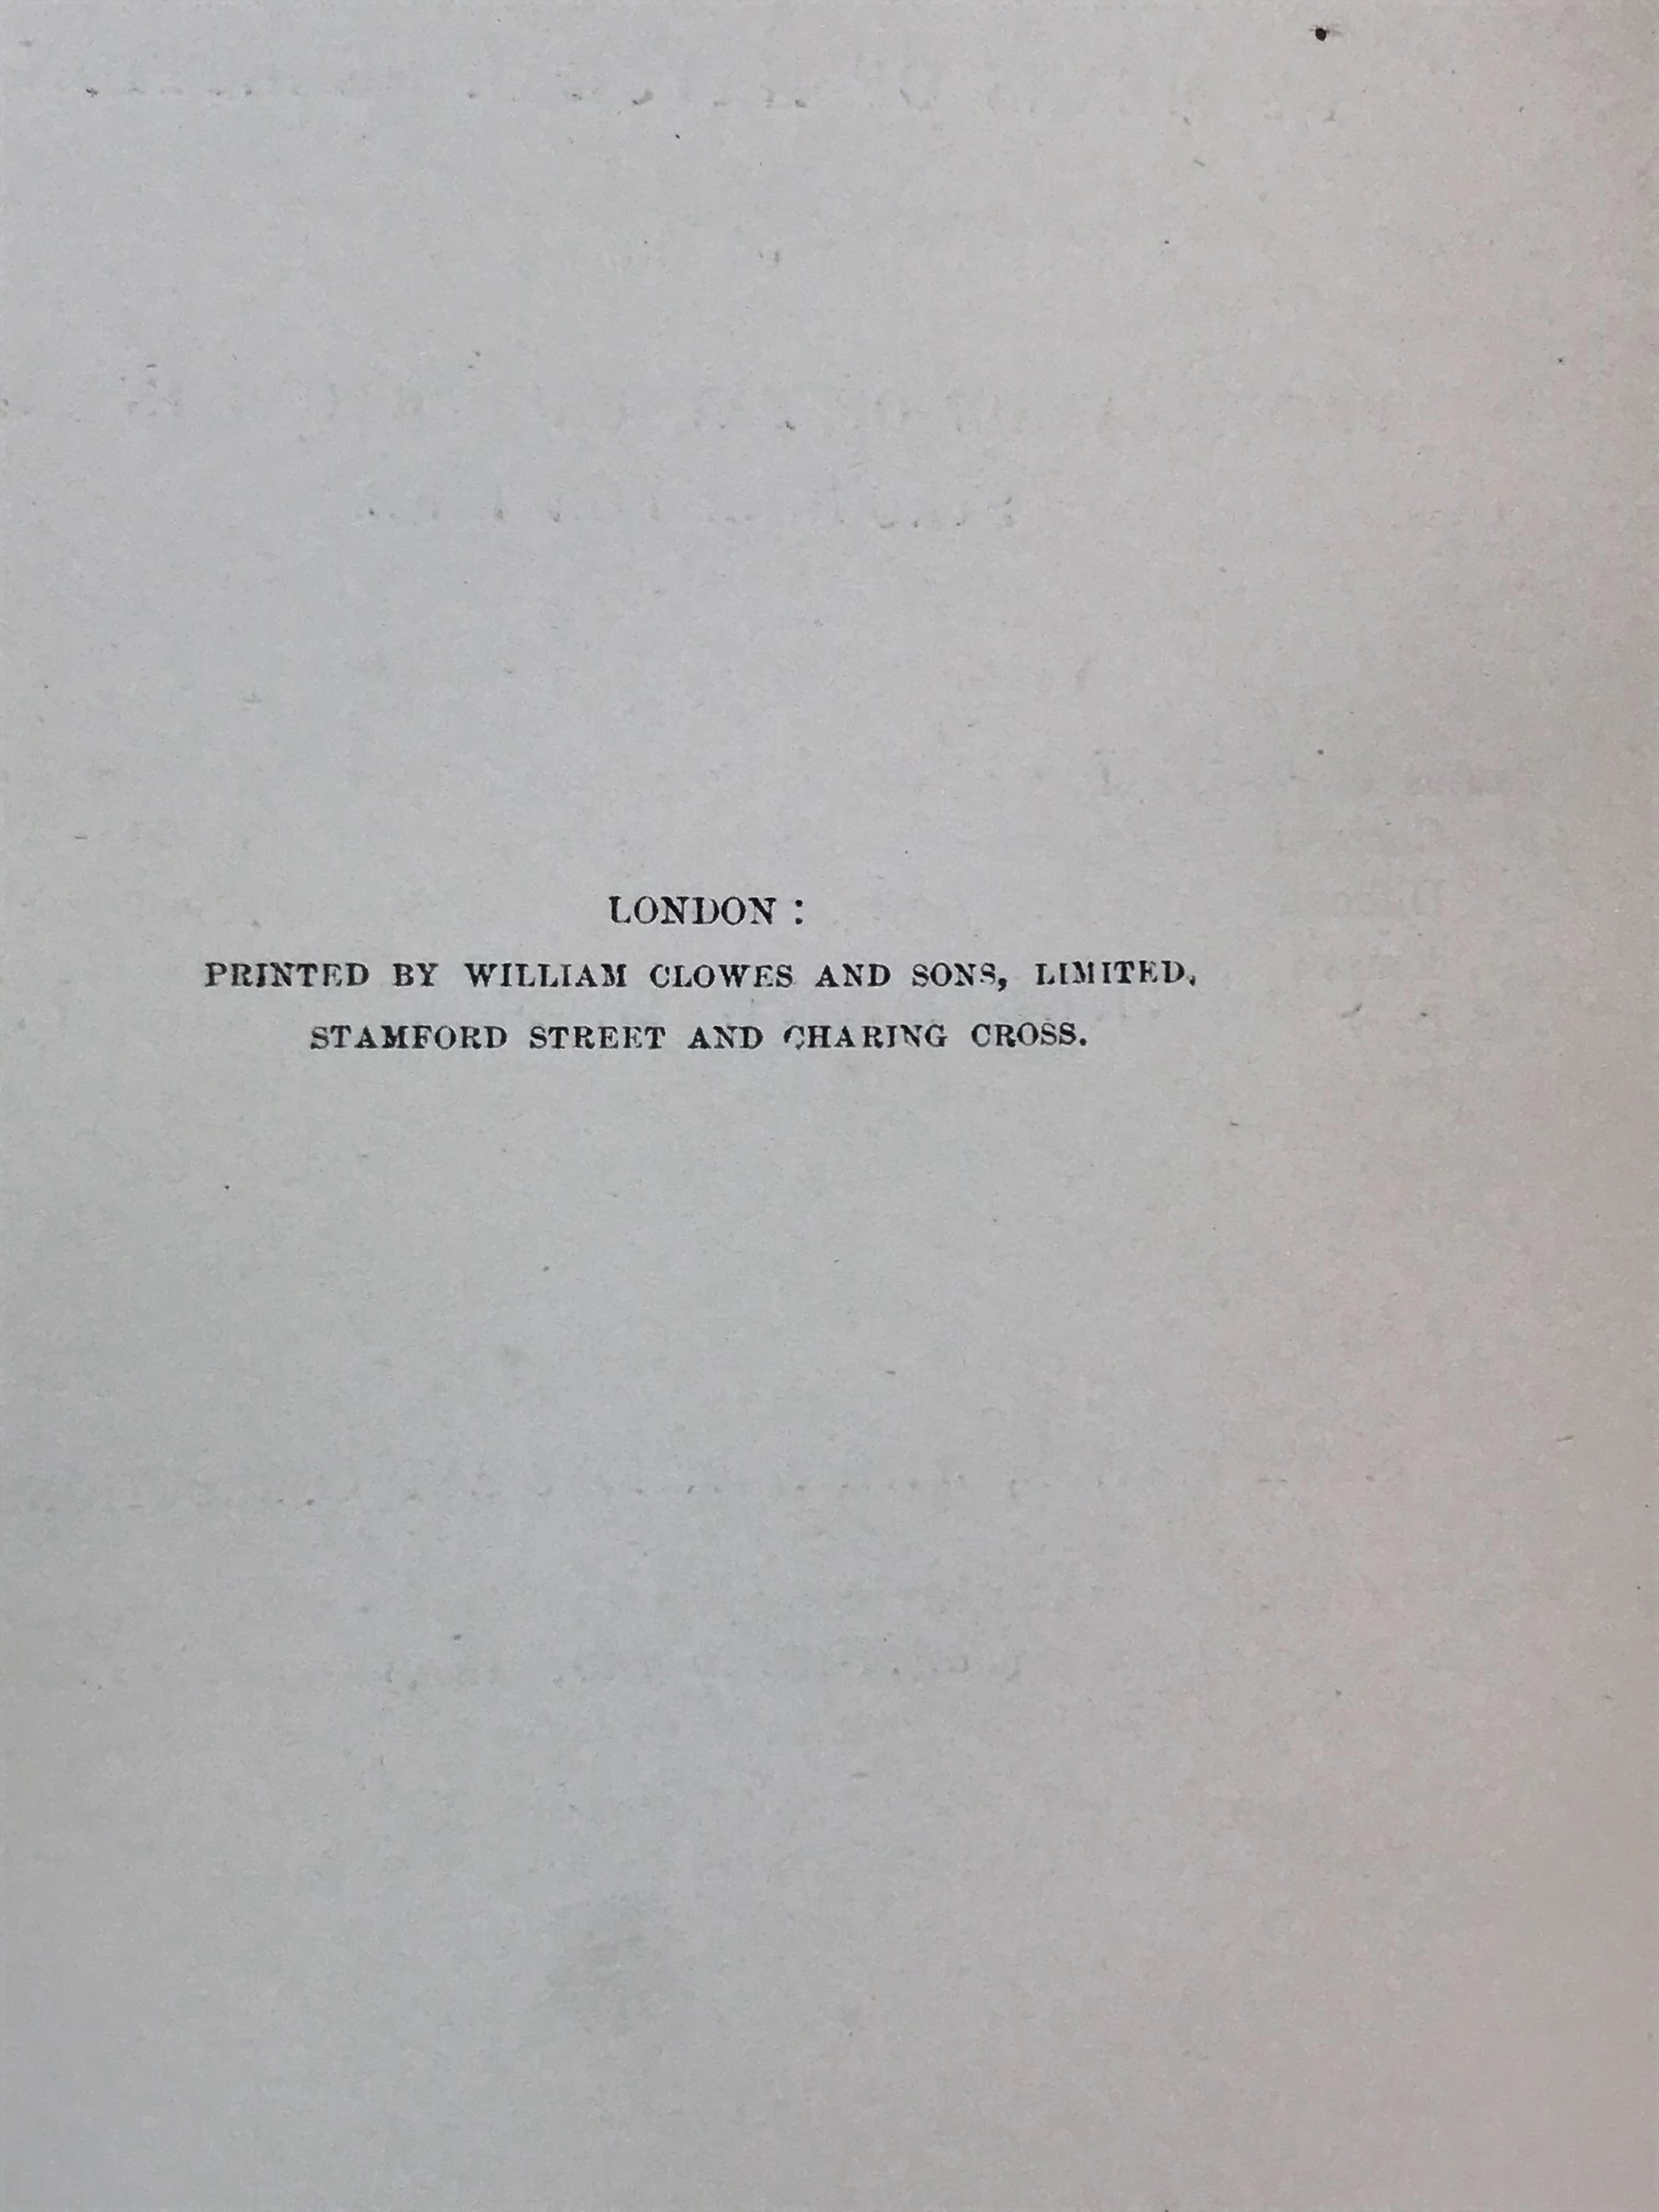 LONDON :
PRINTED BY WILLIAM CLOWES AND SONS, LIMITED,
STAMFORD STREET AND CHARING CROSS.